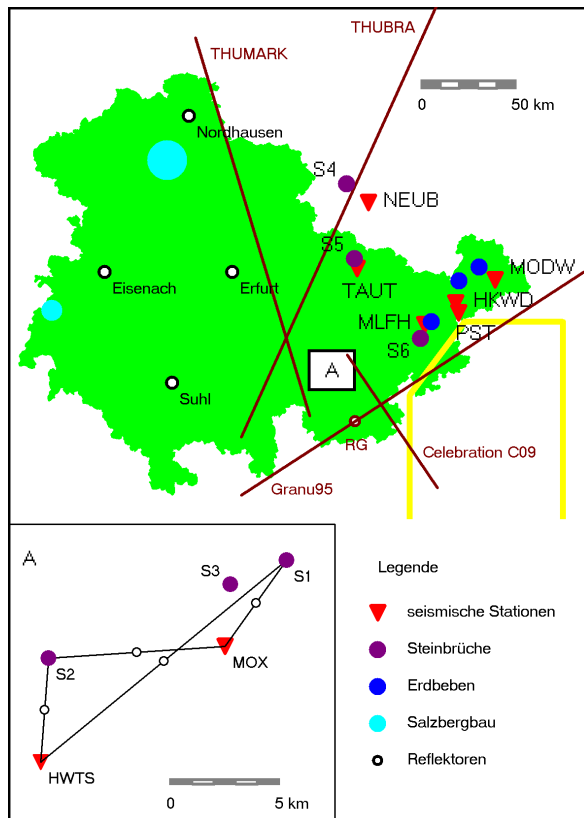 THUBRA
THUMARK
0 50 km
Nordhausen
S4
NEUB
S5
MODW
TAUT
Eisenach
Erfurt
HKWD
MLFH
PST
S6
A
Suhl
RG
Celebration C09
Granu95
A
S3
S1
S2
MOX
HWTS
0 5 km
Legende
seismische Stationen
Steinbrüche
Erdbeben
Salzbergbau
Reflektoren